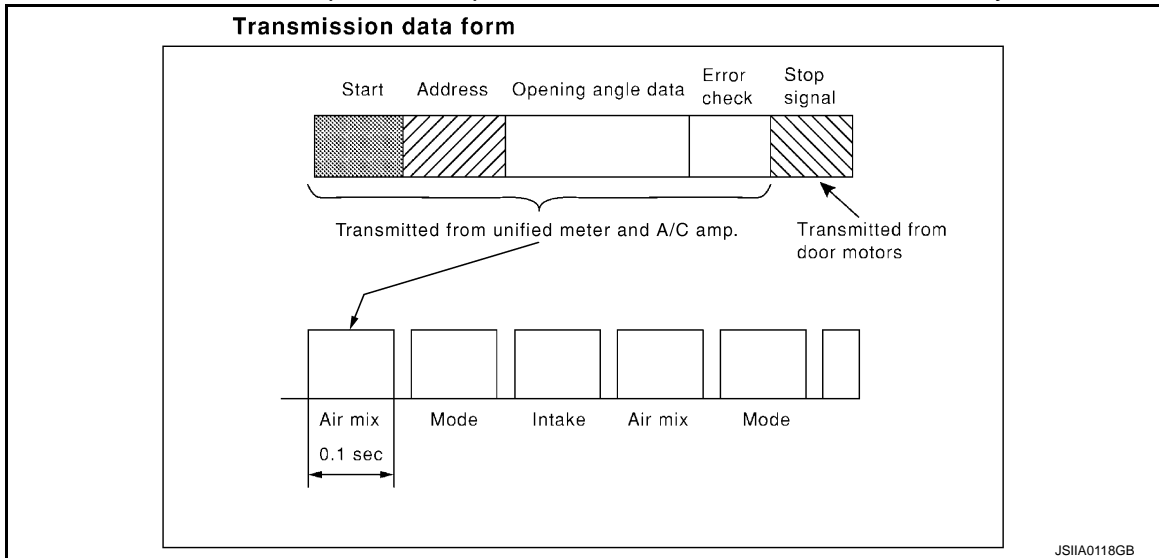 Transmission data form
Start
Address
Opening angle data
Error
check
Stop
signal
Transmitted from unified meter and A/C amp.
Transmitted from
door motors
Air mix
Mode
Intake
Air mix
Mode
0.1 sec
JSIIA0118GB